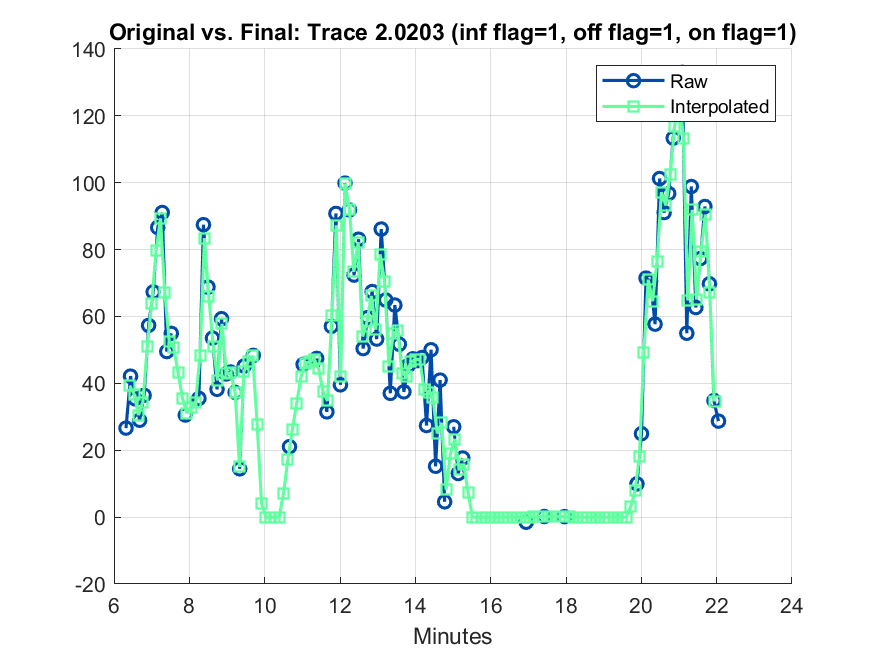 Original vs. Final: Trace 2.0203 (inf flag=1, off flag=1, on flag=1)
140
120
100
80
60
40
20
0
-20
Raw
Interpolated
6 8 10 12 14 16 18 20 22 24
Minutes